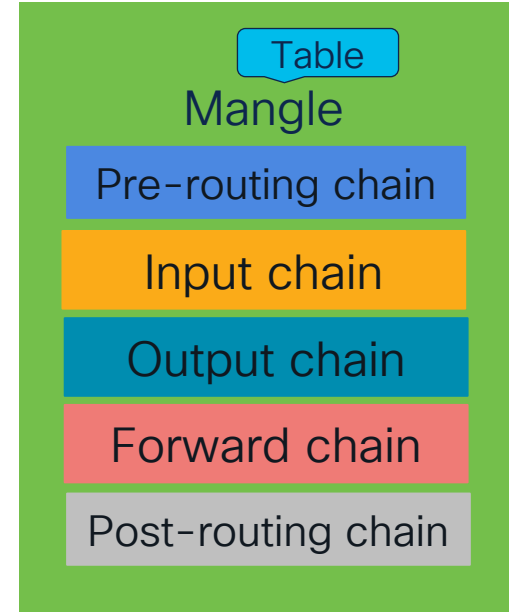 Table
Mangle
Pre-routing chain
Input chain
Output chain
Forward chain
Post-routing chain